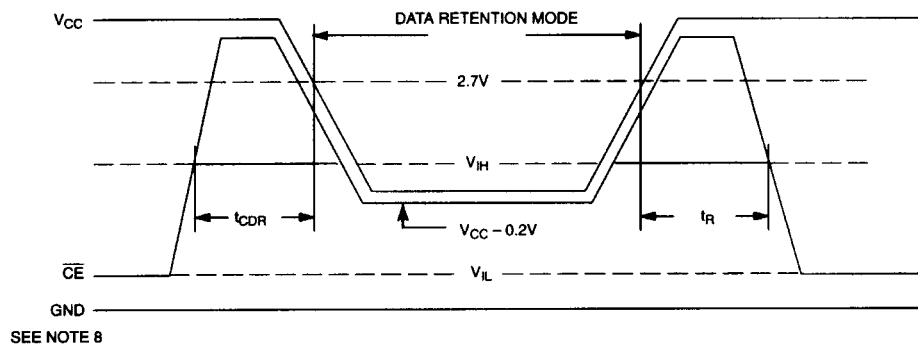 DATA RETENTION MODE
VCC
2.7V
VIH
tCDR
tR
VCC – 0.2V
CE
VIL
GND
SEE NOTE 8